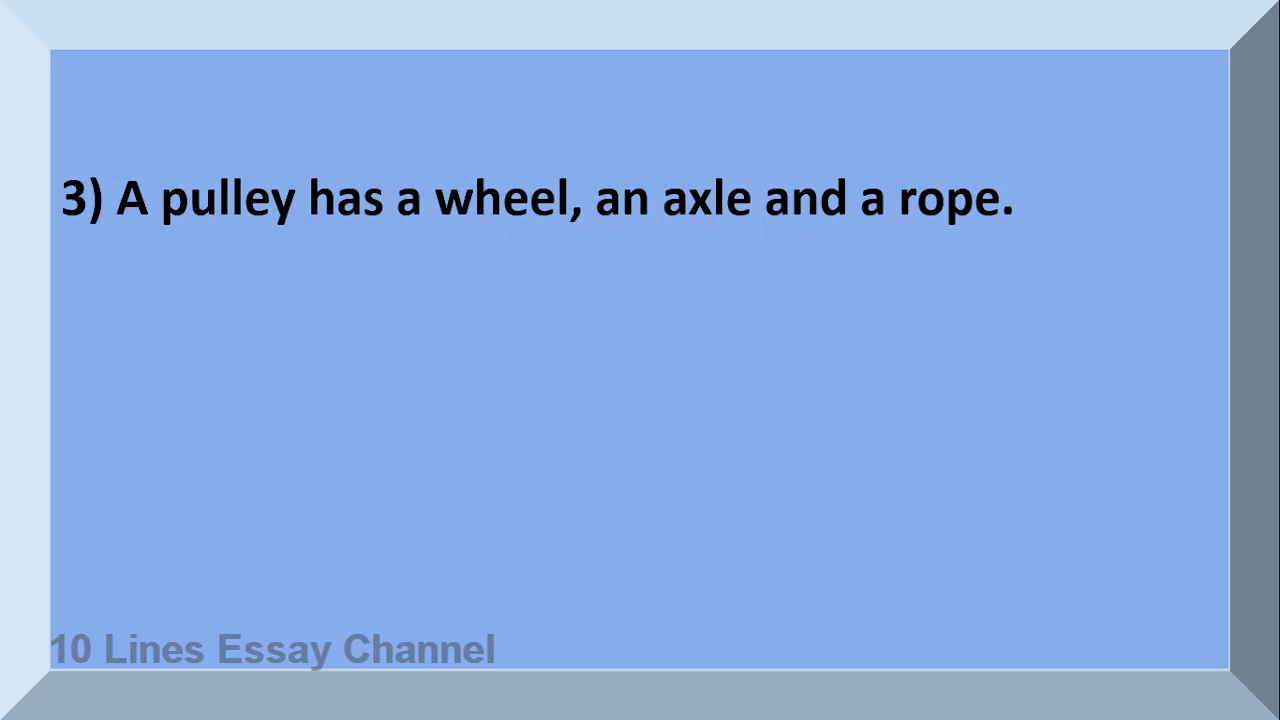 3) A pulley has a wheel, an axle and a rope.
10 Lines Essay Channel